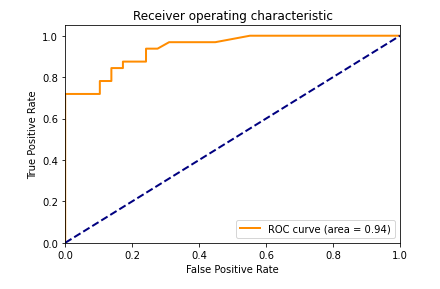 Receiver operating characteristic
True Positive Rate
1.0
0.8
0.6
0.4
0.2
0.0
ROC curve (area = 0.94)
0.0 0.2 0.4 0.6 0.8 1.0
False Positive Rate